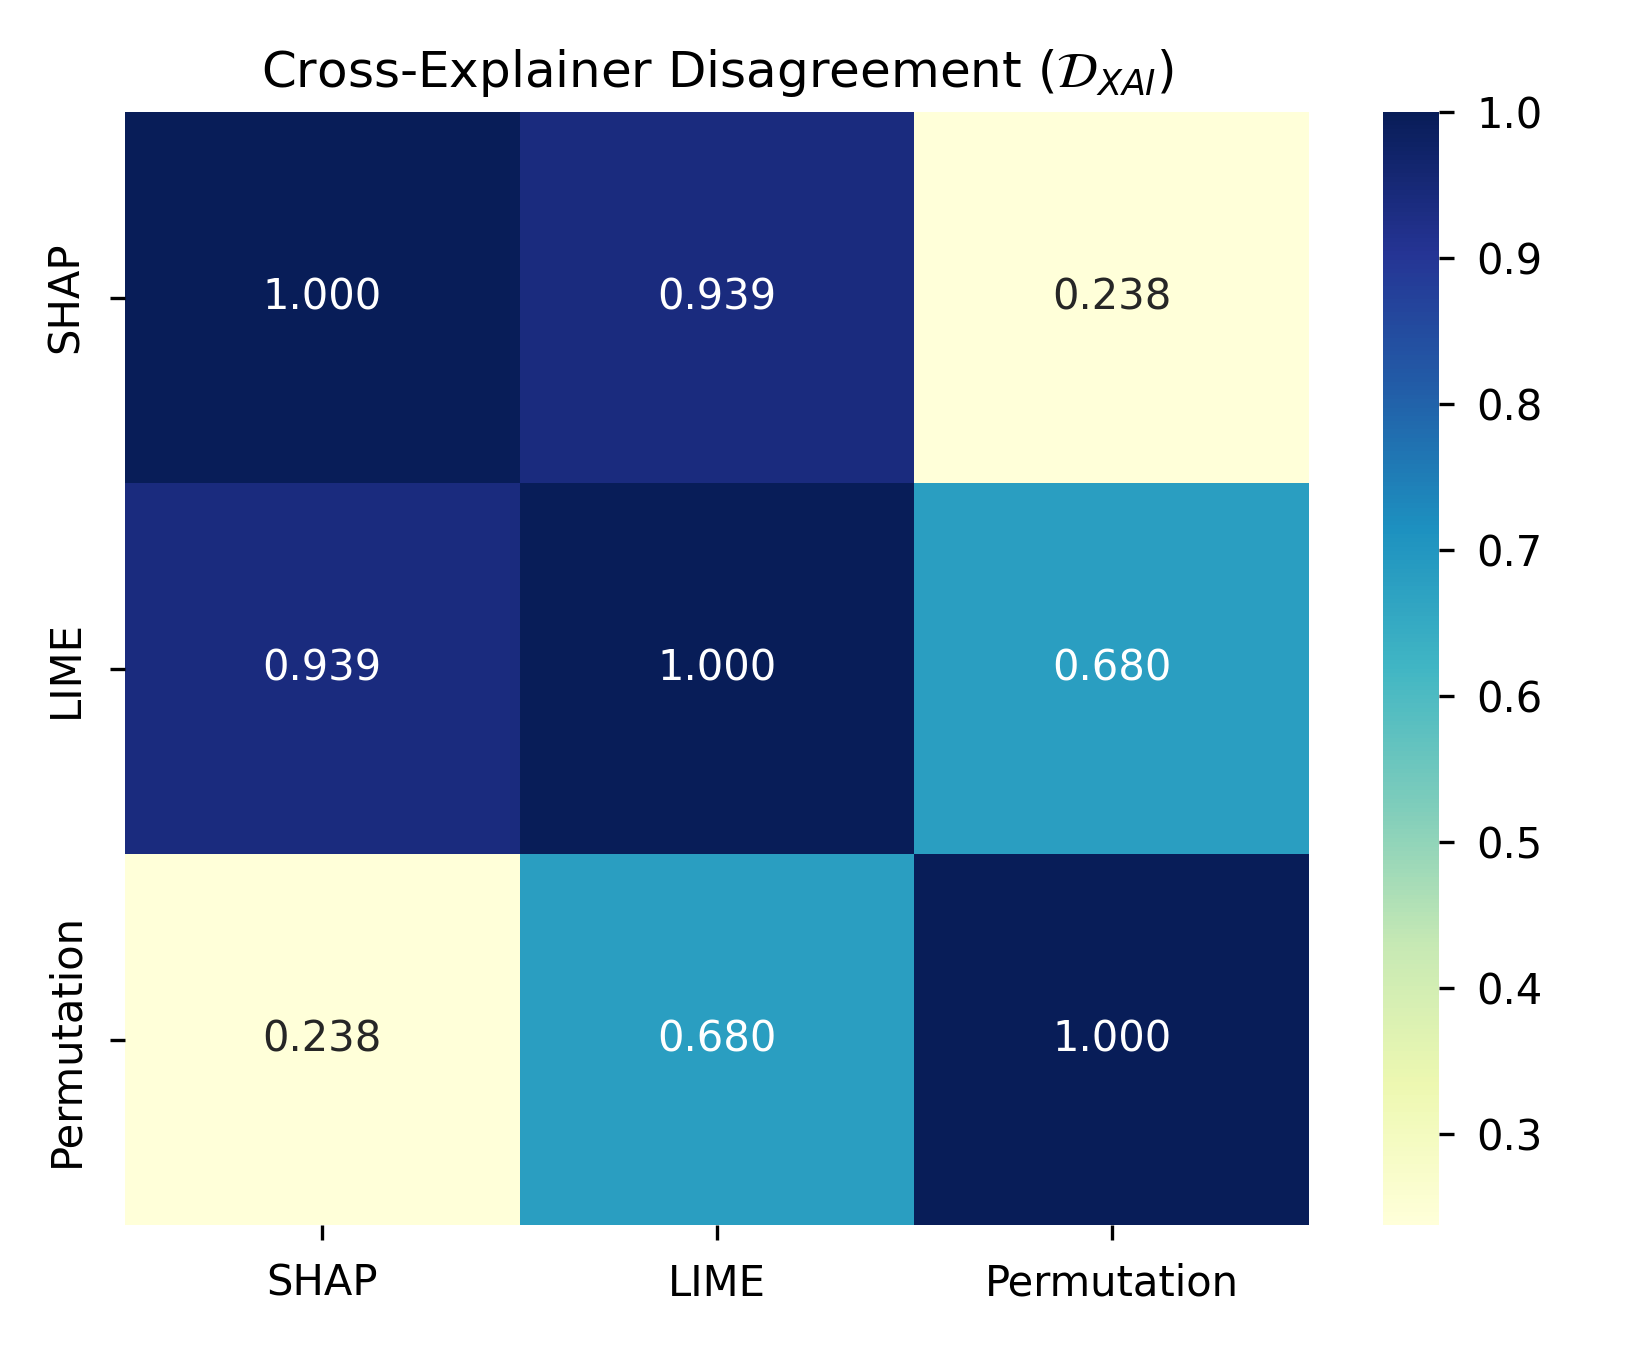 Cross-Explainer Disagreement (𝒟_XAI)
1.0
SHAP 1.000 0.939 0.238
0.9
0.8
0.7
LIME 0.939 1.000 0.680
0.6
0.5
0.4
Permutation 0.238 0.680 1.000
0.3
SHAP LIME Permutation